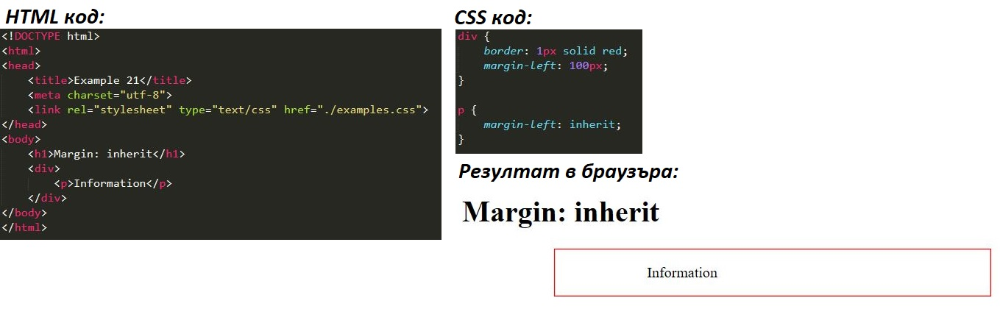 HTML код:
<!DOCTYPE html>
<html>
<head>
    <title>Example 21</title>
    <meta charset="utf-8">
    <link rel="stylesheet" type="text/css" href="./examples.css">
</head>
<body>
    <h1>Margin: inherit</h1>
    <div>
        <p>Information</p>
    </div>
</body>
</html>
CSS код:
div {
    border: 1px solid red;
    margin-left: 100px;
}
p {
    margin-left: inherit;
}
Резултат в браузъра:
Margin: inherit
Information